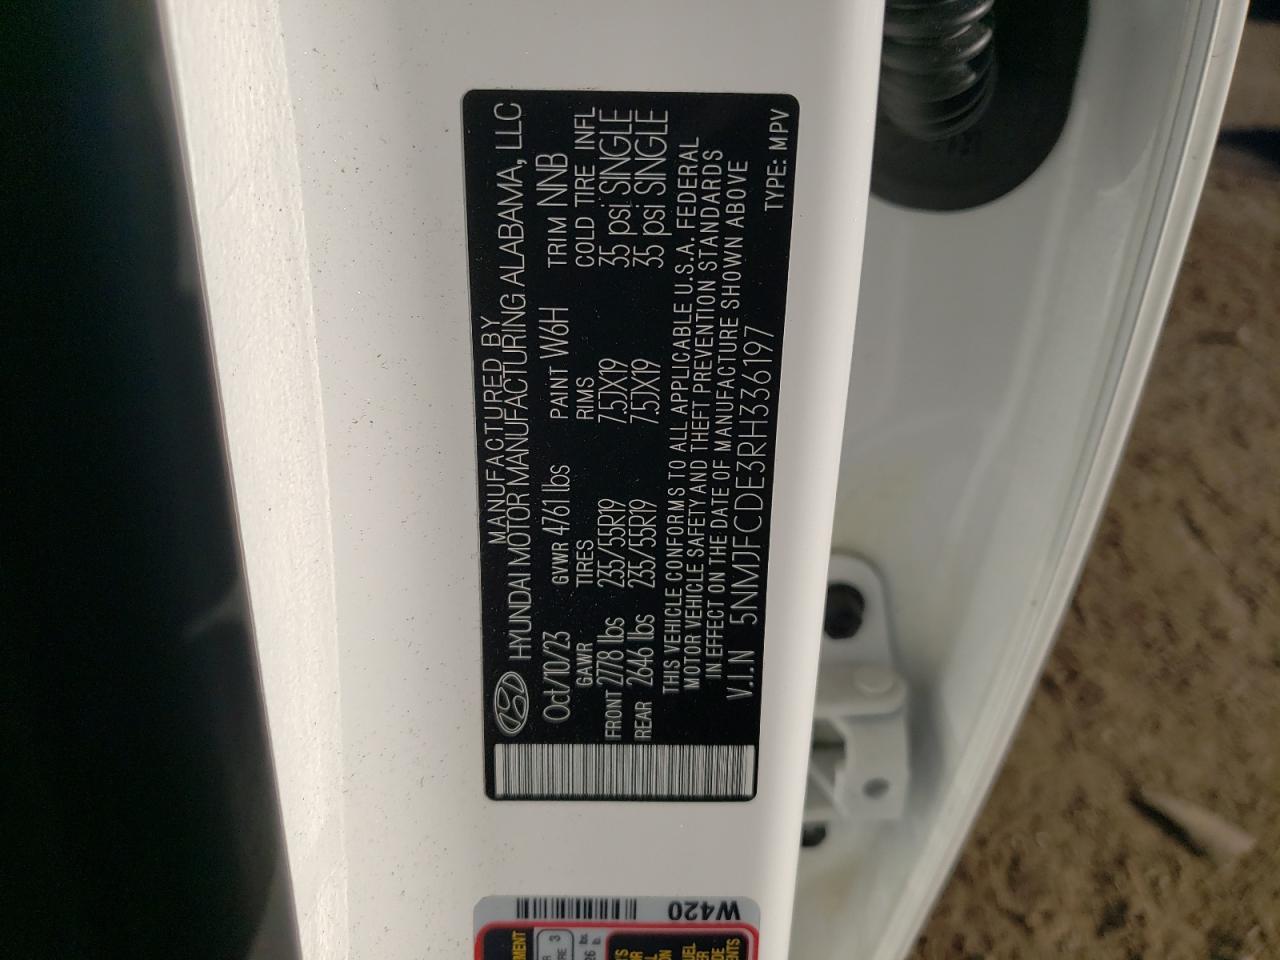 MANUFACTURED BY
HYUNDAI MOTOR MANUFACTURING ALABAMA, LLC
Oct/10/23 GVWR 4761 lbs PAINT W6H TRIM NNB
GAWR TIRES RIMS COLD TIRE INFL
FRONT 2778 lbs 235/55R19 7.5JX19 35 psi SINGLE
REAR 2646 lbs 235/55R19 7.5JX19 35 psi SINGLE
THIS VEHICLE CONFORMS TO ALL APPLICABLE U.S.A. FEDERAL
MOTOR VEHICLE SAFETY AND THEFT PREVENTION STANDARDS
IN EFFECT ON THE DATE OF MANUFACTURE SHOWN ABOVE
V.I.N 5NMJFCDE3RH336197
TYPE: MPV
W420